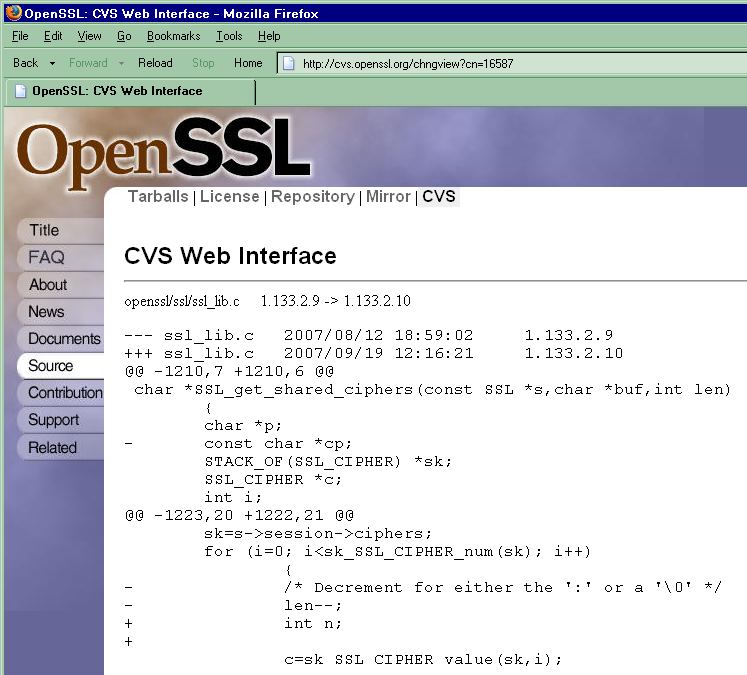 OpenSSL: CVS Web Interface - Mozilla Firefox
File Edit View Go Bookmarks Tools Help
Back Forward Reload Stop Home http://cvs.openssl.org/chngview?cn=16587
OpenSSL: CVS Web Interface
OpenSSL
Tarballs | License | Repository | Mirror | CVS
Title
FAQ
About
News
Documents
Source
Contribution
Support
Related
CVS Web Interface
openssl/ssl/ssl_lib.c 1.133.2.9 -> 1.133.2.10
--- ssl_lib.c 2007/08/12 18:59:02 1.133.2.9
+++ ssl_lib.c 2007/09/19 12:16:21 1.133.2.10
@@ -1210,7 +1210,6 @@
char *SSL_get_shared_ciphers(const SSL *s,char *buf,int len)
{
char *p;
- const char *cp;
STACK_OF(SSL_CIPHER) *sk;
SSL_CIPHER *c;
int i;
@@ -1223,20 +1222,21 @@
sk=s->session->ciphers;
for (i=0; i<sk_SSL_CIPHER_num(sk); i++)
{
- /* Decrement for either the ':' or a '\0' */
- len--;
+ int n;
+
c=sk_SSL_CIPHER_value(sk,i);